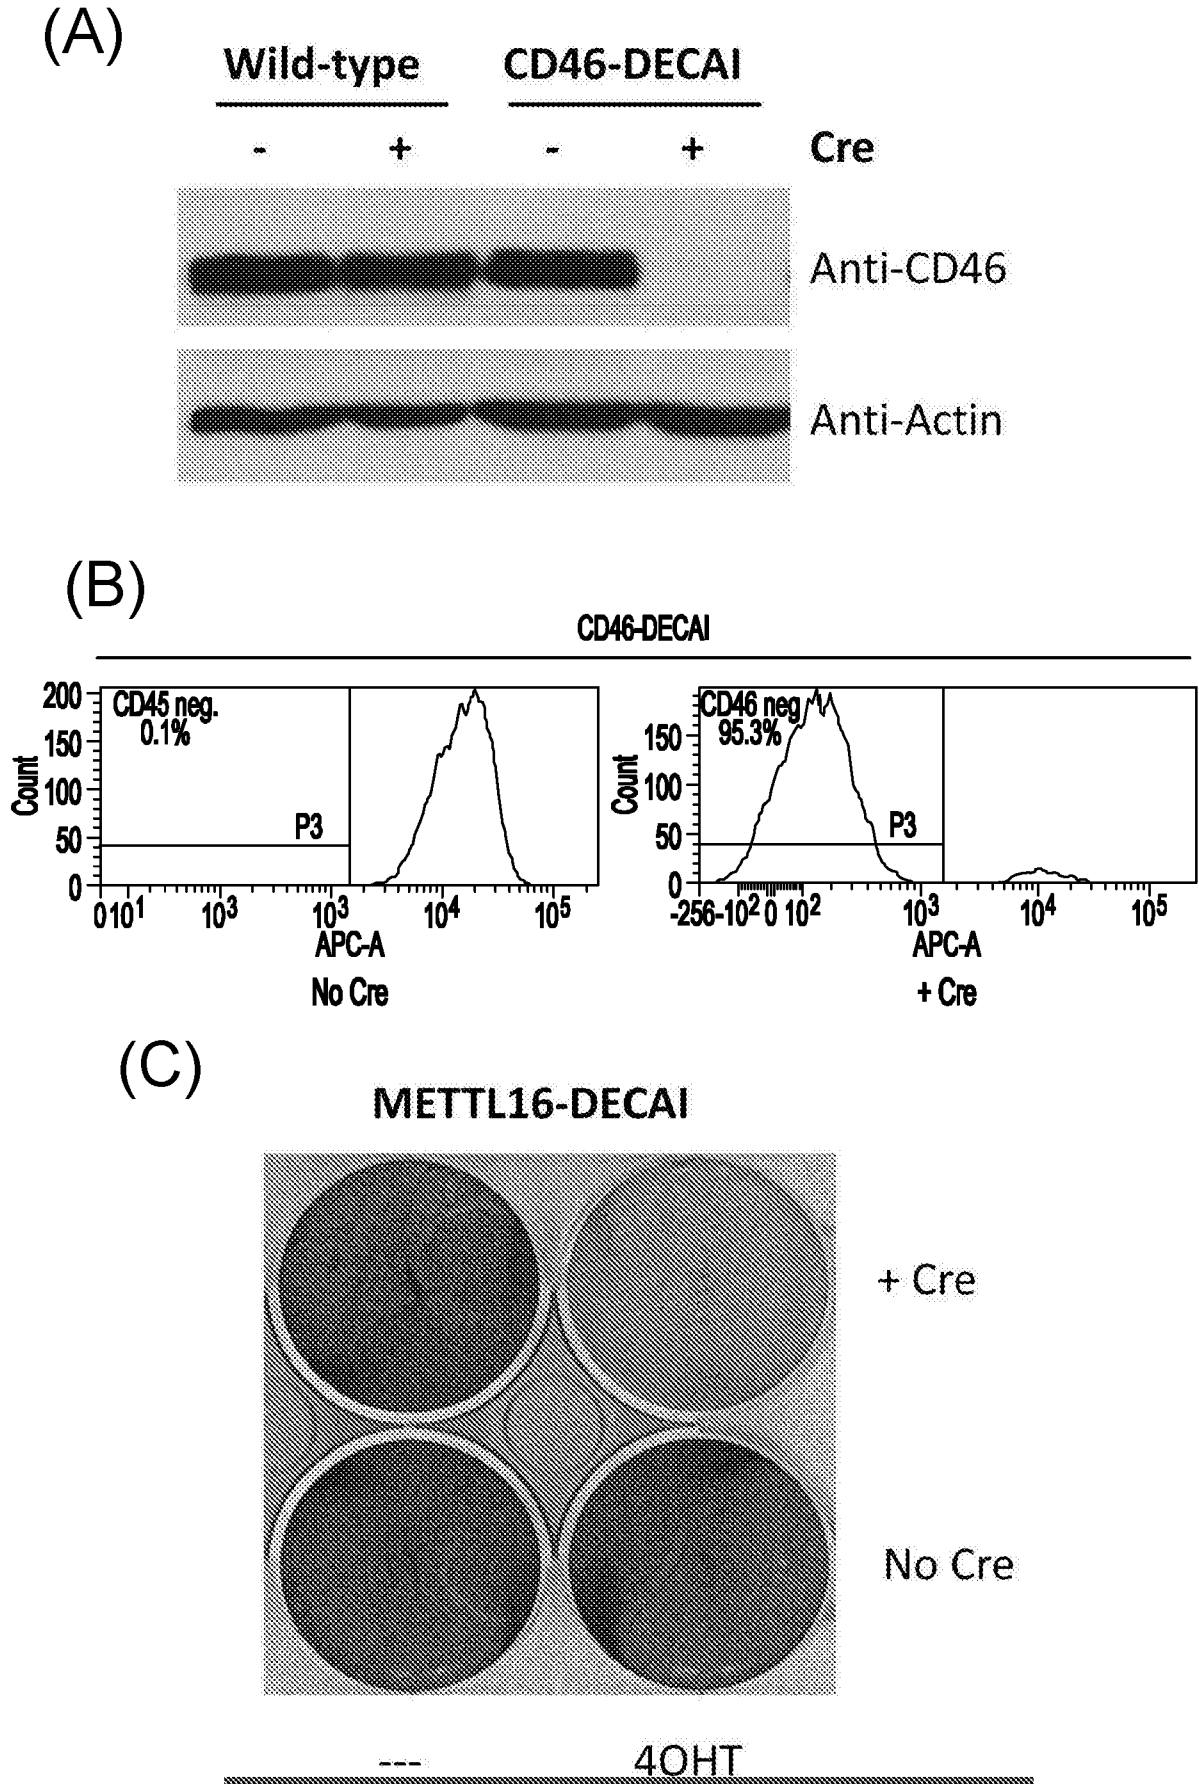 (A)
Wild-type CD46-DECAI
- + - + Cre
Anti-CD46
Anti-Actin
(B)
CD46-DECAI
200 150 100 50 0
Count
CD45 neg.
0.1%
P3
010¹ 10³ 10³ 10⁴ 10⁵
APC-A
No Cre
150 100 50 0
Count
CD46 neg
95.3%
P3
-256-10² 0 10² 10³ 10⁴ 10⁵
APC-A
+ Cre
(C)
METTL16-DECAI
+ Cre
No Cre
--- 4OHT